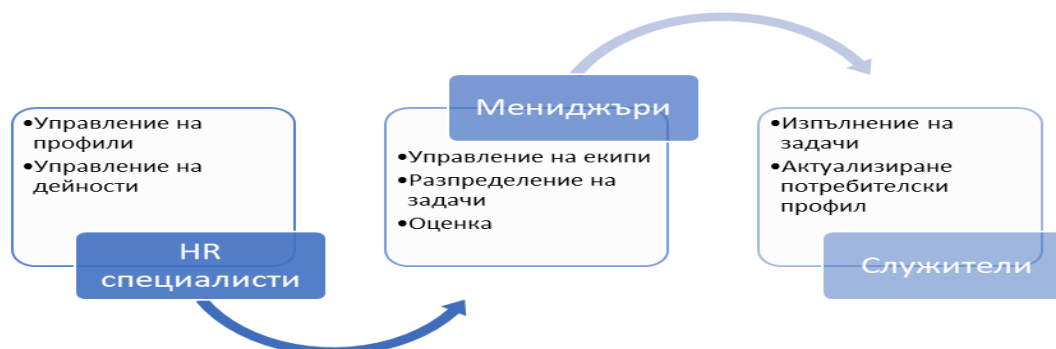 •Управление на
профили
•Управление на
дейности
HR
специалисти
Мениджъри
•Управление на екипи
•Разпределение на
задачи
•Оценка
•Изпълнение на
задачи
•Актуализиране
потребителски
профил
Служители